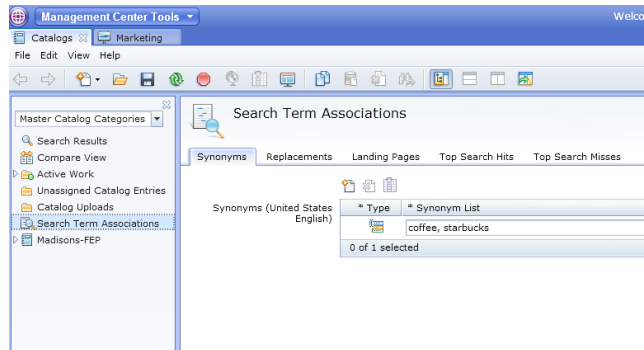 Management Center Tools
Welco
Catalogs
Marketing
File Edit View Help
Master Catalog Categories
Search Results
Compare View
Active Work
Unassigned Catalog Entries
Catalog Uploads
Search Term Associations
Madisons-FEP
Search Term Associations
Synonyms Replacements Landing Pages Top Search Hits Top Search Misses
Synonyms (United States
English)
* Type * Synonym List
coffee, starbucks
0 of 1 selected